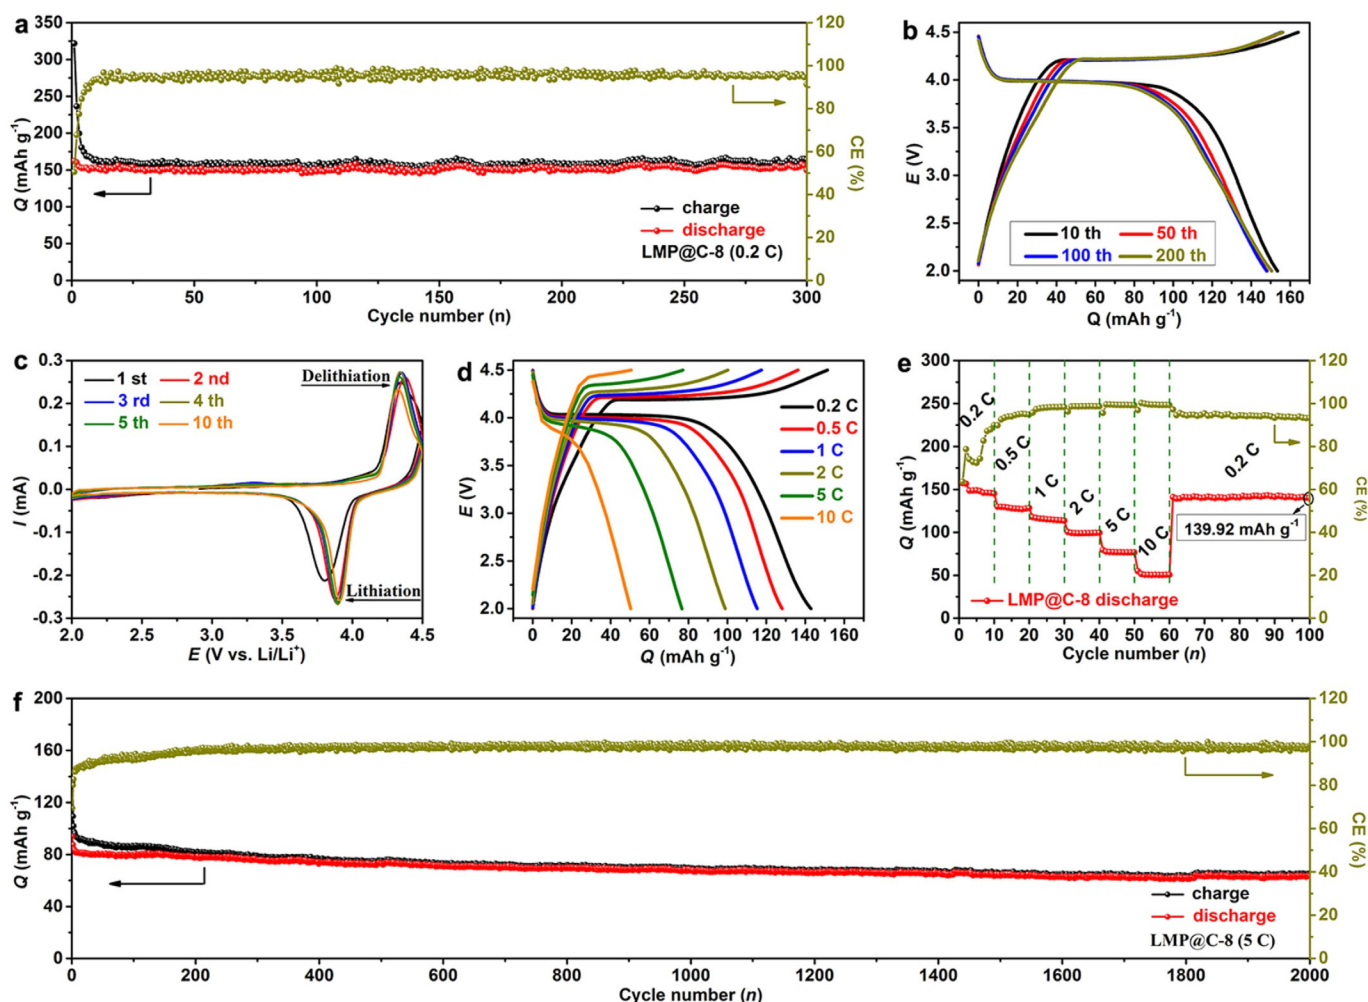 a
350
300
250
200
150
100
50
0
Q (mAh g⁻¹)
0 50 100 150 200 250 300
Cycle number (n)
120
100
80
60
40
20
0
CE (%)
charge
discharge
LMP@C-8 (0.2 C)
b
4.5
4.0
3.5
3.0
2.5
2.0
E (V)
10 th 50 th
100 th 200 th
0 20 40 60 80 100 120 140 160
Q (mAh g⁻¹)
c
0.3
0.2
0.1
0.0
-0.1
-0.2
-0.3
I (mA)
1 st 2 nd
3 rd 4 th
5 th 10 th
Delithiation
Lithiation
2.0 2.5 3.0 3.5 4.0 4.5
E (V vs. Li/Li⁺)
d
4.5
4.0
3.5
3.0
2.5
2.0
E (V)
0.2 C
0.5 C
1 C
2 C
5 C
10 C
0 20 40 60 80 100 120 140 160
Q (mAh g⁻¹)
e
300
250
200
150
100
50
0
Q (mAh g⁻¹)
0.2 C
0.5 C
1 C
2 C
5 C
10 C
0.2 C
139.92 mAh g⁻¹
LMP@C-8 discharge
0 10 20 30 40 50 60 70 80 90 100
Cycle number (n)
120
100
80
60
40
20
0
CE (%)
f
200
160
120
80
40
0
Q (mAh g⁻¹)
0 200 400 600 800 1000 1200 1400 1600 1800 2000
Cycle number (n)
120
100
80
60
40
20
0
CE (%)
charge
discharge
LMP@C-8 (5 C)